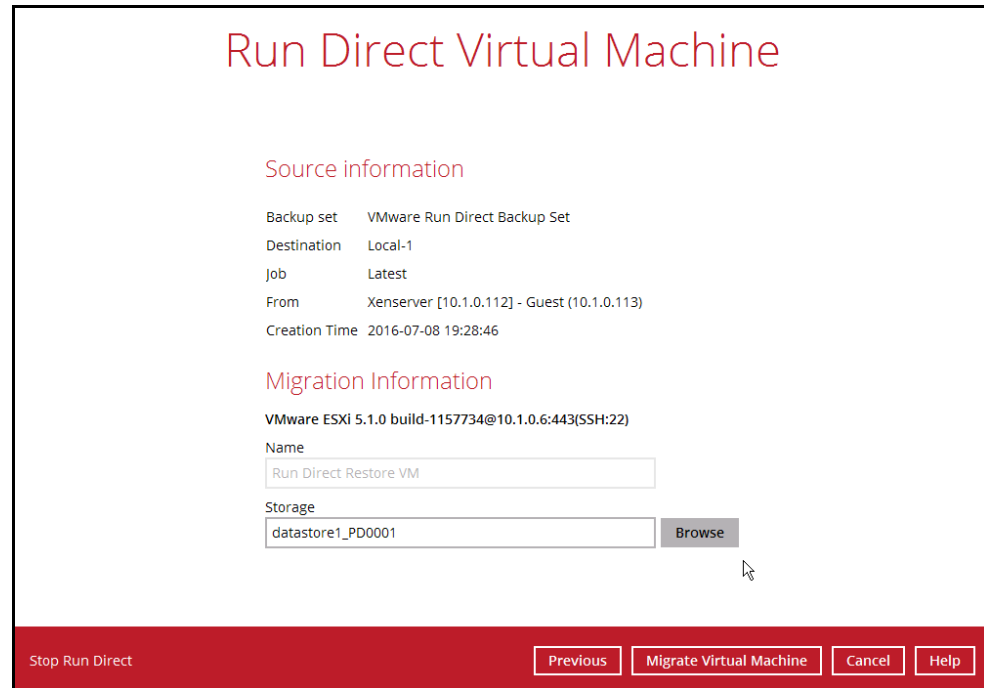 Run Direct Virtual Machine
Source information
Backup set VMware Run Direct Backup Set
Destination Local-1
Job Latest
From Xenserver [10.1.0.112] - Guest (10.1.0.113)
Creation Time 2016-07-08 19:28:46
Migration Information
VMware ESXi 5.1.0 build-1157734@10.1.0.6:443(SSH:22)
Name
Run Direct Restore VM
Storage
datastore1_PD0001 Browse
Stop Run Direct Previous Migrate Virtual Machine Cancel Help